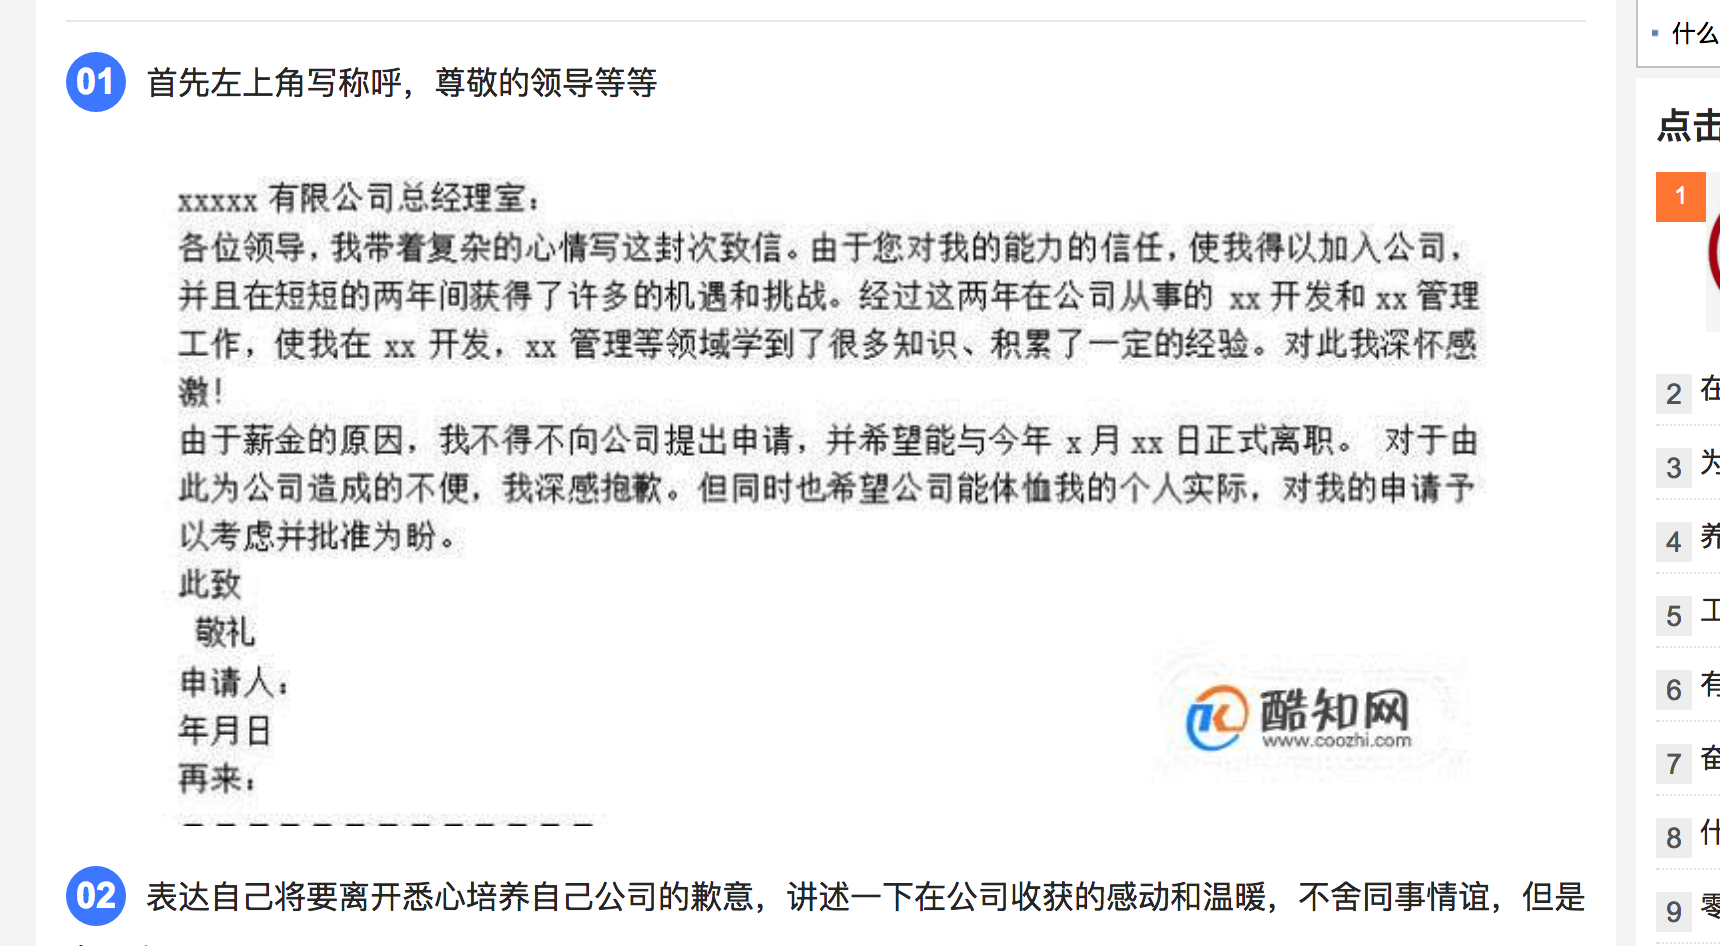 什么
01 首先左上角写称呼，尊敬的领导等等
点击
xxxxx 有限公司总经理室：
各位领导，我带着复杂的心情写这封次致信。由于您对我的能力的信任，使我得以加入公司，
并且在短短的两年间获得了许多的机遇和挑战。经过这两年在公司从事的 xx 开发和 xx 管理
工作，使我在 xx 开发，xx 管理等领域学到了很多知识、积累了一定的经验。对此我深怀感
激！
由于薪金的原因，我不得不向公司提出申请，并希望能与今年 x 月 xx 日正式离职。 对于由
此为公司造成的不便，我深感抱歉。但同时也希望公司能体恤我的个人实际，对我的申请予
以考虑并批准为盼。
此致
敬礼
申请人：
年月日
再来：
酷知网
www.coozhi.com
02 表达自己将要离开悉心培养自己公司的歉意，讲述一下在公司收获的感动和温暖，不舍同事情谊，但是
1
2 在
3 为
4 养
5 工
6 有
7 奋
8 什
9 零